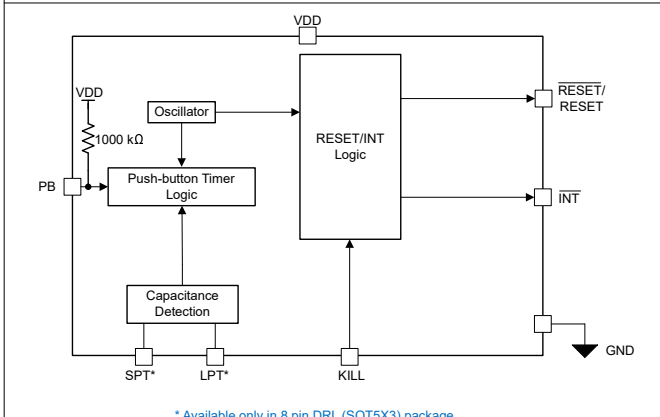 VDD
VDD
1000 kΩ
Oscillator
RESET/INT
Logic
RESET/
RESET
PB
Push-button Timer
Logic
INT
Capacitance
Detection
GND
SPT*
LPT*
KILL
* Available only in 8 pin DRL (SOT5X3) package